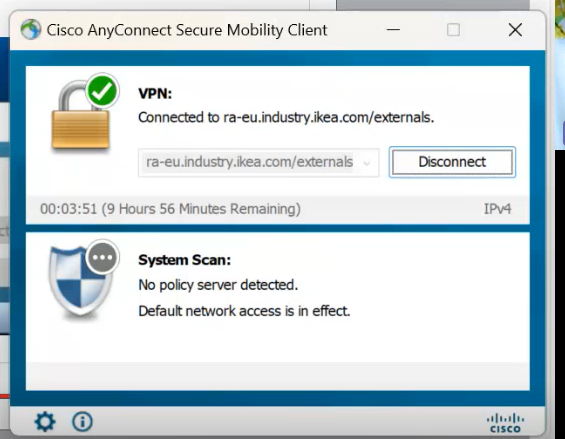 Cisco AnyConnect Secure Mobility Client
VPN:
Connected to ra-eu.industry.ikea.com/externals.
ra-eu.industry.ikea.com/externals
Disconnect
00:03:51 (9 Hours 56 Minutes Remaining)
IPv4
System Scan:
No policy server detected.
Default network access is in effect.
CISCO